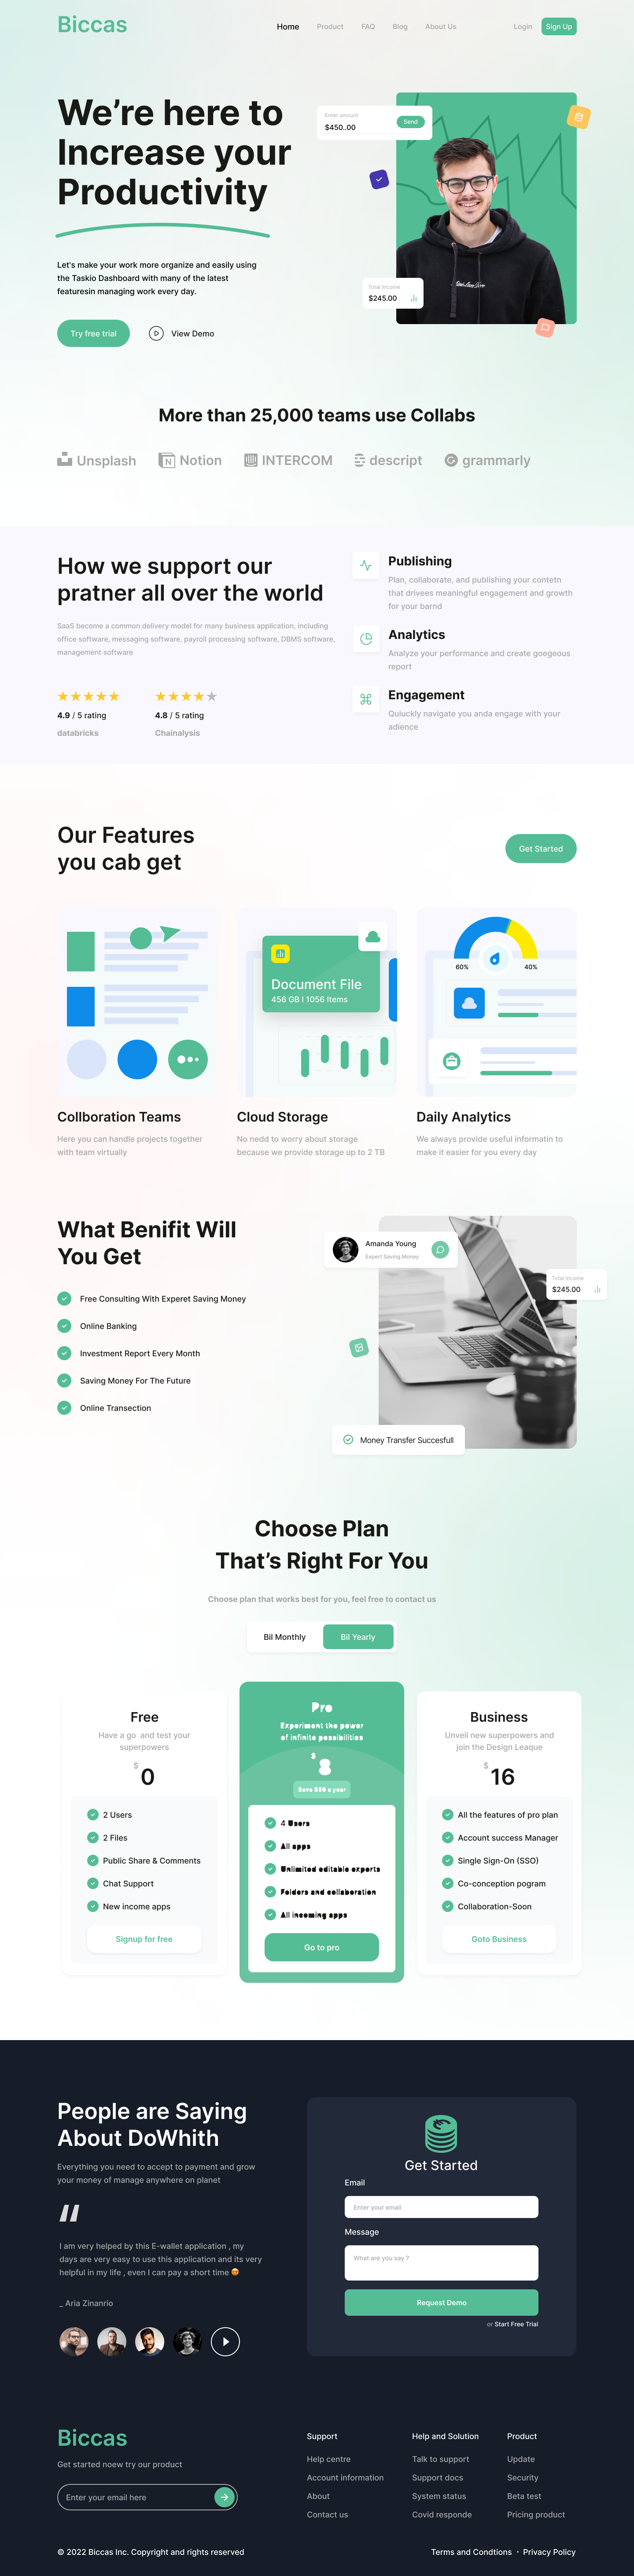 Biccas
Home Product FAQ Blog About Us Login Sign Up
We’re here to
Increase your
Productivity
Enter amount
$450..00 Send
Let's make your work more organize and easily using
the Taskio Dashboard with many of the latest
featuresin managing work every day.
Total Income
$245.00
Try free trial View Demo
More than 25,000 teams use Collabs
Unsplash Notion INTERCOM descript grammarly
How we support our
pratner all over the world
SaaS become a common delivery model for many business application, including
office software, messaging software, payroll processing software, DBMS software,
management software
4.9 / 5 rating 4.8 / 5 rating
databricks Chainalysis
Publishing
Plan, collaborate, and publishing your contetn
that drivees meaningful engagement and growth
for your barnd
Analytics
Analyze your performance and create goegeous
report
Engagement
Quiuckly navigate you anda engage with your
adience
Our Features
you cab get
Get Started
Document File
456 GB I 1056 Items
60% 40%
Collboration Teams
Here you can handle projects together
with team virtually
Cloud Storage
No nedd to worry about storage
because we provide storage up to 2 TB
Daily Analytics
We always provide useful informatin to
make it easier for you every day
What Benifit Will
You Get
Free Consulting With Experet Saving Money
Online Banking
Investment Report Every Month
Saving Money For The Future
Online Transection
Amanda Young
Expert Saving Money
Total Income
$245.00
Money Transfer Succesfull
Choose Plan
That’s Right For You
Choose plan that works best for you, feel free to contact us
Bil Monthly Bil Yearly
Free
Have a go and test your
superpowers
$ 0
2 Users
2 Files
Public Share & Comments
Chat Support
New income apps
Signup for free
Pro
Experiment the power
of infinite possibilities
$ 8
Save $50 a year
4 Users
All apps
Unlimited editable exports
Folders and collaboration
All incoming apps
Go to pro
Business
Unveil new superpowers and
join the Design Leaque
$ 16
All the features of pro plan
Account success Manager
Single Sign-On (SSO)
Co-conception pogram
Collaboration-Soon
Goto Business
People are Saying
About DoWhith
Everything you need to accept to payment and grow
your money of manage anywhere on planet
“
I am very helped by this E-wallet application , my
days are very easy to use this application and its very
helpful in my life , even I can pay a short time 😍
_ Aria Zinanrio
Get Started
Email
Enter your email
Message
What are you say ?
Request Demo
or Start Free Trial
Biccas
Get started noew try our product
Enter your email here
Support
Help centre
Account information
About
Contact us
Help and Solution
Talk to support
Support docs
System status
Covid responde
Product
Update
Security
Beta test
Pricing product
© 2022 Biccas Inc. Copyright and rights reserved
Terms and Condtions • Privacy Policy